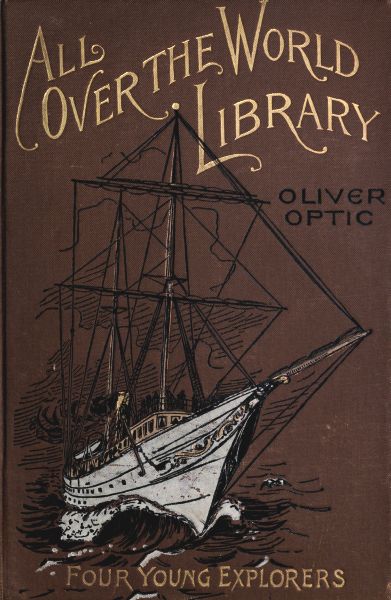 ALL
OVER THE WORLD
LIBRARY
OLIVER
OPTIC
FOUR YOUNG EXPLORERS